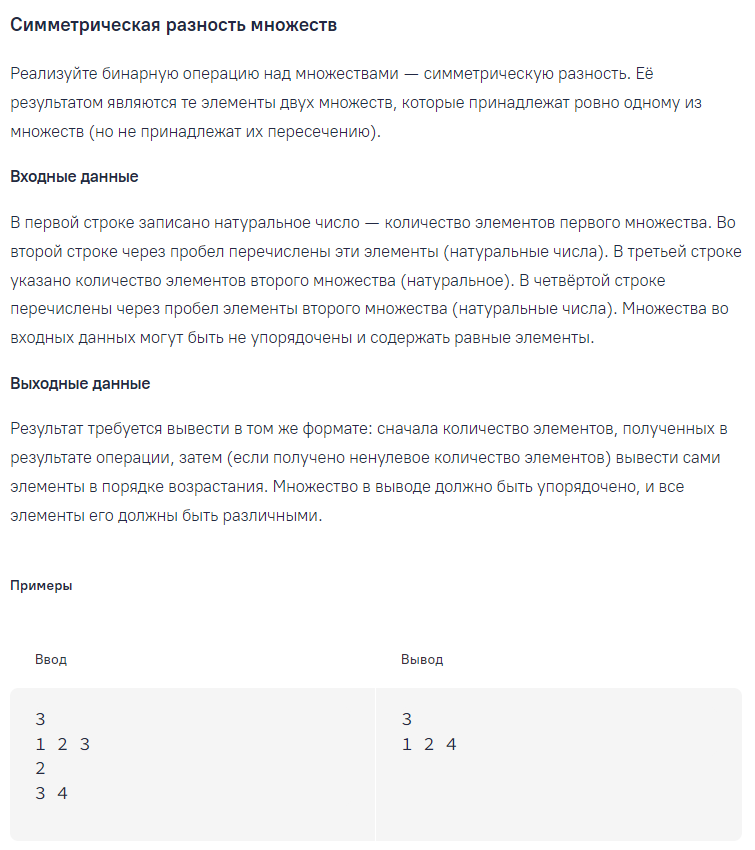 Симметрическая разность множеств
Реализуйте бинарную операцию над множествами — симметрическую разность. Её
результатом являются те элементы двух множеств, которые принадлежат ровно одному из
множеств (но не принадлежат их пересечению).
Входные данные
В первой строке записано натуральное число — количество элементов первого множества. Во
второй строке через пробел перечислены эти элементы (натуральные числа). В третьей строке
указано количество элементов второго множества (натуральное). В четвёртой строке
перечислены через пробел элементы второго множества (натуральные числа). Множества во
входных данных могут быть не упорядочены и содержать равные элементы.
Выходные данные
Результат требуется вывести в том же формате: сначала количество элементов, полученных в
результате операции, затем (если получено ненулевое количество элементов) вывести сами
элементы в порядке возрастания. Множество в выводе должно быть упорядочено, и все
элементы его должны быть различными.
Примеры
Ввод
3
1 2 3
2
3 4
Вывод
3
1 2 4